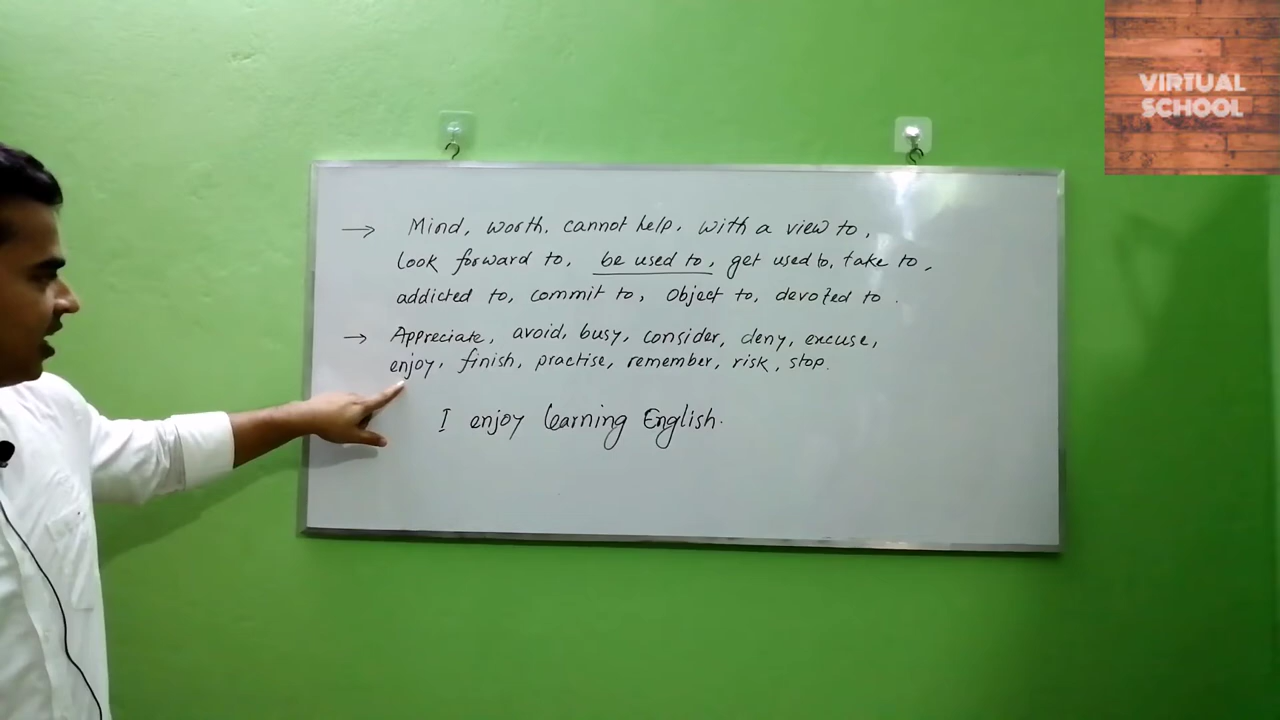 VIRTUAL
SCHOOL
→ Mind, worth, cannot help, with a view to,
look forward to, be used to, get used to, take to,
addicted to, commit to, object to, devoted to.
→ Appreciate, avoid, busy, consider, deny, excuse,
enjoy, finish, practise, remember, risk, stop.
I enjoy learning English.